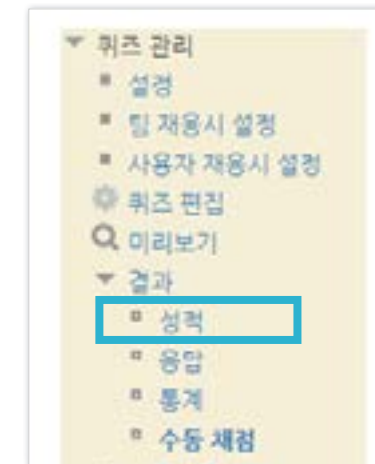 퀴즈 관리
설정
팀 재용시 설정
사용자 재용시 설정
퀴즈 편집
미리보기
결과
성적
응답
통계
수동 채점